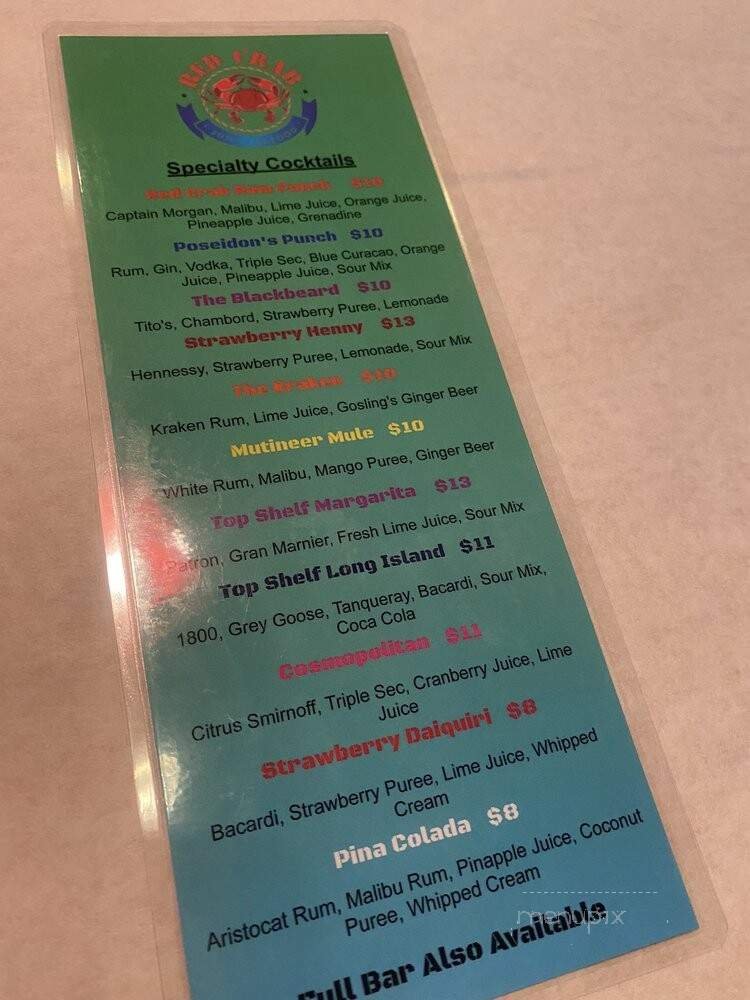 RED CRAB
Specialty Cocktails
Red Crab Rum Punch $10
Captain Morgan, Malibu, Lime Juice, Orange Juice,
Pineapple Juice, Grenadine
Poseidon's Punch $10
Rum, Gin, Vodka, Triple Sec, Blue Curacao, Orange
Juice, Pineapple Juice, Sour Mix
The Blackbeard $10
Tito's, Chambord, Strawberry Puree, Lemonade
Strawberry Henny $13
Hennessy, Strawberry Puree, Lemonade, Sour Mix
The Kraken $10
Kraken Rum, Lime Juice, Gosling's Ginger Beer
Mutineer Mule $10
White Rum, Malibu, Mango Puree, Ginger Beer
Top Shelf Margarita $13
Patron, Gran Marnier, Fresh Lime Juice, Sour Mix
Top Shelf Long Island $11
1800, Grey Goose, Tanqueray, Bacardi, Sour Mix,
Coca Cola
Cosmopolitan $11
Citrus Smirnoff, Triple Sec, Cranberry Juice, Lime
Juice
Strawberry Daiquiri $8
Bacardi, Strawberry Puree, Lime Juice, Whipped
Cream
Pina Colada $8
Aristocat Rum, Malibu Rum, Pinapple Juice, Coconut
Puree, Whipped Cream
menupix
Full Bar Also Available